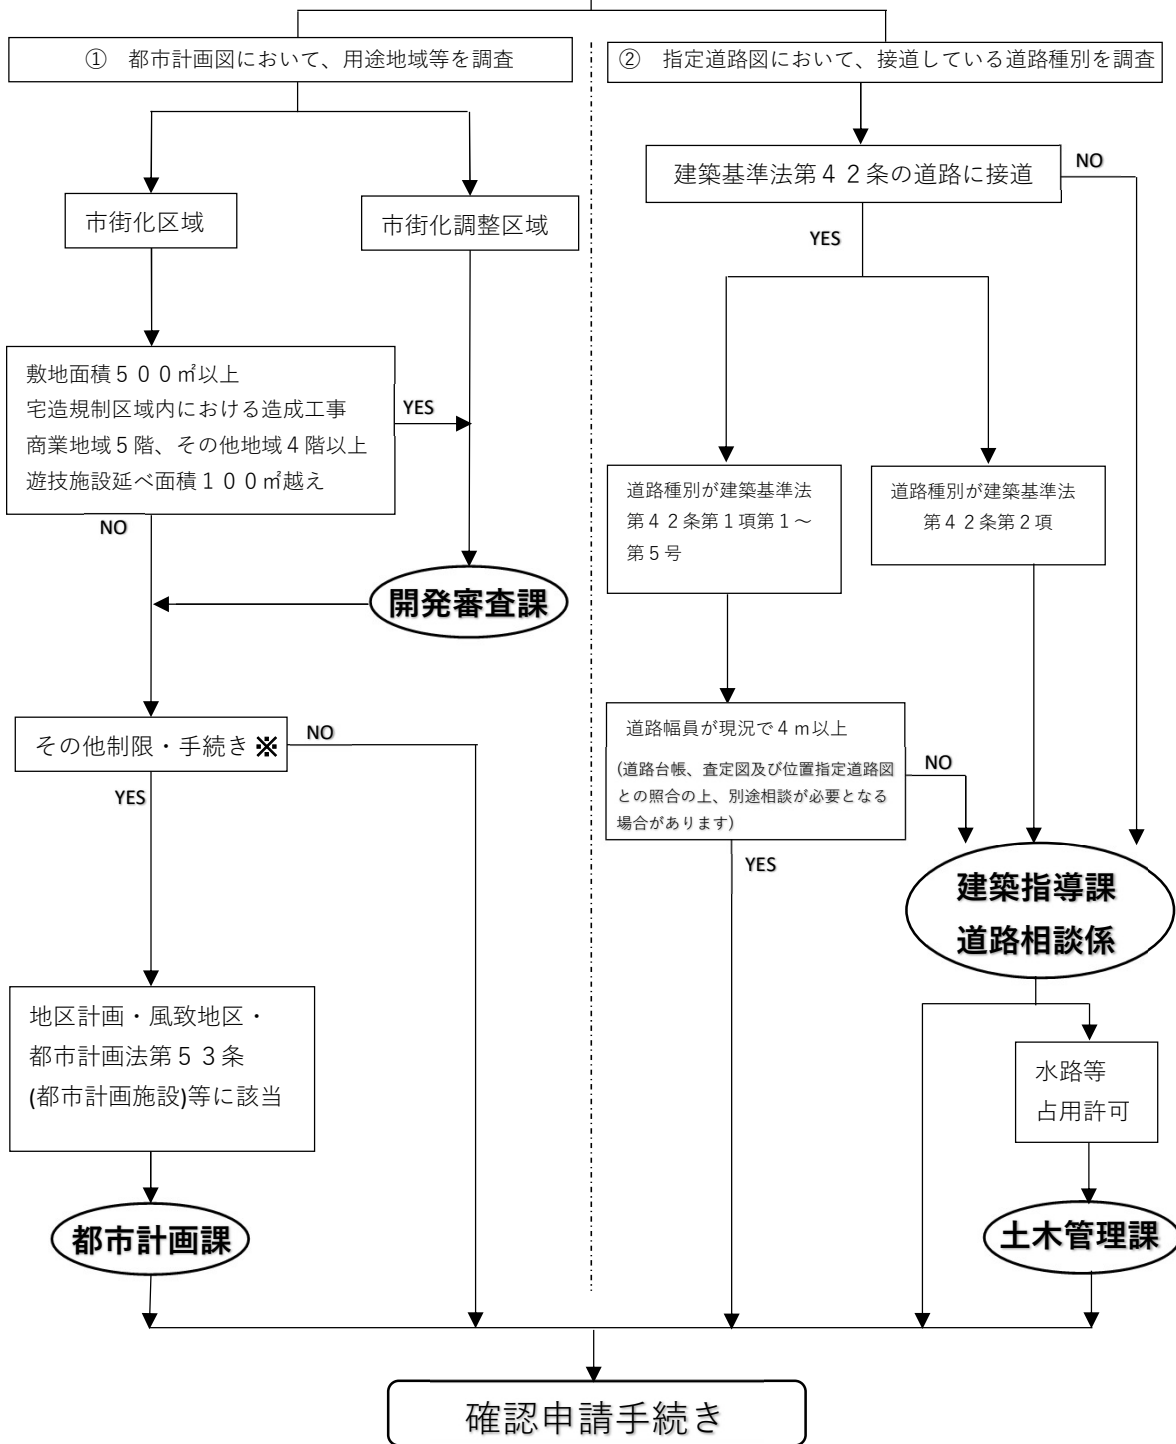 ① 都市計画図において、用途地域等を調査
② 指定道路図において、接道している道路種別を調査
市街化区域
市街化調整区域
建築基準法第４２条の道路に接道
NO
YES
敷地面積５００㎡以上
宅造規制区域内における造成工事
商業地域５階、その他地域４階以上
遊技施設延べ面積１００㎡越え
YES
NO
開発審査課
道路種別が建築基準法
第４２条第１項第１～
第５号
道路種別が建築基準法
第４２条第２項
その他制限・手続き※
NO
YES
道路幅員が現況で４ｍ以上
(道路台帳、査定図及び位置指定道路図
との照合の上、別途相談が必要となる
場合があります)
NO
YES
建築指導課
道路相談係
地区計画・風致地区・
都市計画法第５３条
(都市計画施設)等に該当
水路等
占用許可
都市計画課
土木管理課
確認申請手続き